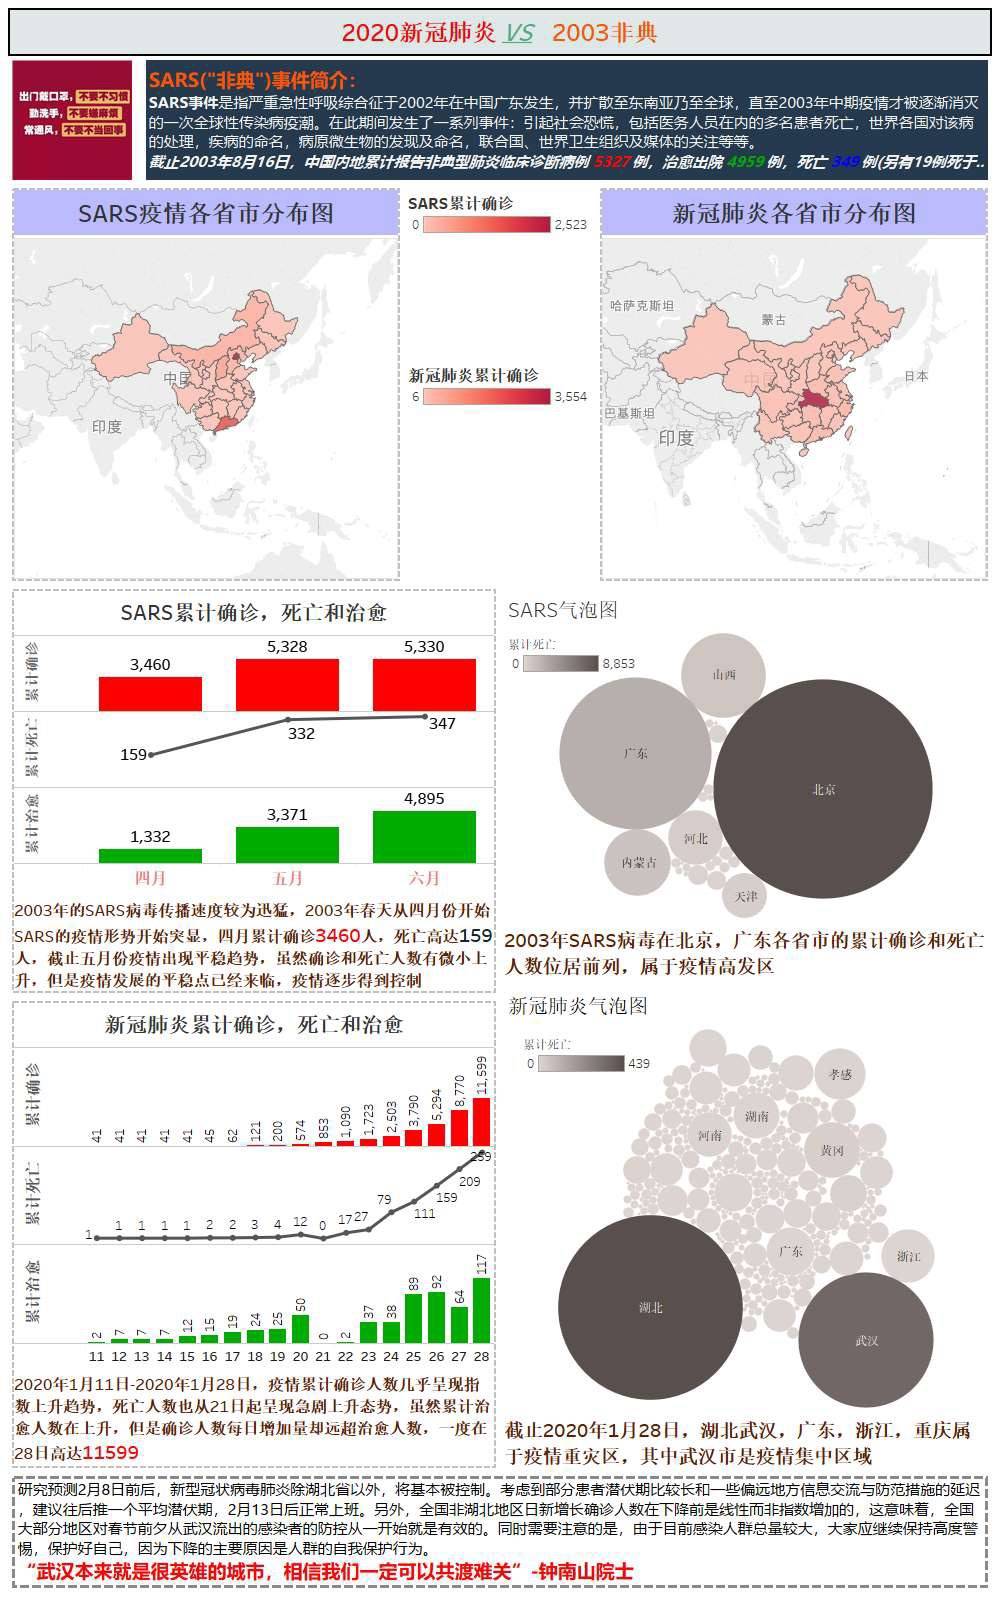 2020新冠肺炎 VS 2003非典
出门戴口罩，不要不习惯
勤洗手，不要嫌麻烦
常通风，不要不当回事
SARS("非典")事件简介：
SARS事件是指严重急性呼吸综合征于2002年在中国广东发生，并扩散至东南亚乃至全球，直至2003年中期疫情才被逐渐消灭
的一次全球性传染病疫潮。在此期间发生了一系列事件：引起社会恐慌，包括医务人员在内的多名患者死亡，世界各国对该病
的处理，疾病的命名，病原微生物的发现及命名，联合国、世界卫生组织及媒体的关注等等。
截止2003年8月16日，中国内地累计报告非典型肺炎临床诊断病例 5327 例，治愈出院 4959 例，死亡 349 例(另有19例死于..
SARS疫情各省市分布图
中国
印度
SARS累计确诊
0 2,523
新冠肺炎累计确诊
6 3,554
新冠肺炎各省市分布图
哈萨克斯坦
蒙古
中国
日本
巴基斯坦
印度
SARS累计确诊，死亡和治愈
累计确诊
3,460 5,328 5,330
累计死亡
159 332 347
累计治愈
1,332 3,371 4,895
四月 五月 六月
2003年的SARS病毒传播速度较为迅猛，2003年春天从四月份开始
SARS的疫情形势开始突显，四月累计确诊3460人，死亡高达159
人，截止五月份疫情出现平稳趋势，虽然确诊和死亡人数有微小上
升，但是疫情发展的平稳点已经来临，疫情逐步得到控制
SARS气泡图
累计死亡
0 8,853
山西
广东
北京
河北
内蒙古
天津
2003年SARS病毒在北京，广东各省市的累计确诊和死亡
人数位居前列，属于疫情高发区
新冠肺炎累计确诊，死亡和治愈
累计确诊
41 41 41 41 41 45 62 121 200 574 853 1,090 1,723 2,503 3,790 5,294 8,770 11,599
累计死亡
1 1 1 1 1 2 2 3 4 12 0 17 27 79 111 159 209 259
累计治愈
2 7 7 7 12 15 19 24 25 50 0 2 37 38 89 92 64 117
11 12 13 14 15 16 17 18 19 20 21 22 23 24 25 26 27 28
2020年1月11日-2020年1月28日，疫情累计确诊人数几乎呈现指
数上升趋势，死亡人数也从21日起呈现急剧上升态势，虽然累计治
愈人数在上升，但是确诊人数每日增加量却远超治愈人数，一度在
28日高达11599
新冠肺炎气泡图
累计死亡
0 439
孝感
湖南
河南
黄冈
广东
浙江
湖北
武汉
截止2020年1月28日，湖北武汉，广东，浙江，重庆属
于疫情重灾区，其中武汉市是疫情集中区域
研究预测2月8日前后，新型冠状病毒肺炎除湖北省以外，将基本被控制。考虑到部分患者潜伏期比较长和一些偏远地方信息交流与防范措施的延迟
，建议往后推一个平均潜伏期，2月13日后正常上班。另外，全国非湖北地区日新增长确诊人数在下降前是线性而非指数增加的，这意味着，全国
大部分地区对春节前夕从武汉流出的感染者的防控从一开始就是有效的。同时需要注意的是，由于目前感染人群总量较大，大家应继续保持高度警
惕，保护好自己，因为下降的主要原因是人群的自我保护行为。
“武汉本来就是很英雄的城市，相信我们一定可以共渡难关”-钟南山院士